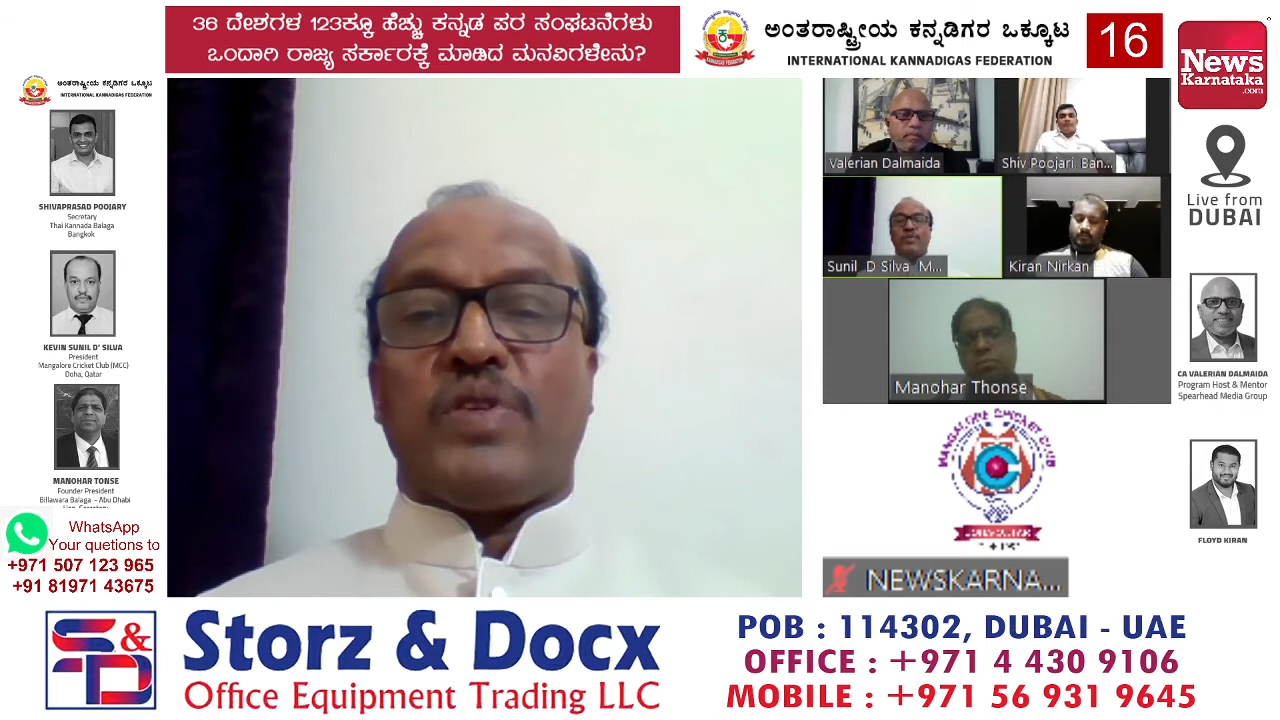 36 ದೇಶಗಳ 123ಕ್ಕೂ ಹೆಚ್ಚು ಕನ್ನಡ ಪರ ಸಂಘಟನೆಗಳು
ಒಂದಾಗಿ ರಾಜ್ಯ ಸರ್ಕಾರಕ್ಕೆ ಮಾಡಿದ ಮನವಿಗಳೇನು?
ಅಂತರಾಷ್ಟ್ರೀಯ ಕನ್ನಡಿಗರ ಒಕ್ಕೂಟ
INTERNATIONAL KANNADIGAS FEDERATION
16
News
Karnataka
.com
ಅಂತರಾಷ್ಟ್ರೀಯ ಕನ್ನಡಿಗರ ಒಕ್ಕೂಟ
INTERNATIONAL KANNADIGAS FEDERATION
SHIVAPRASAD POOJARY
Secretary
Thai Kannada Balaga
Bangkok
KEVIN SUNIL D' SILVA
President
Mangalore Cricket Club (MCC)
Doha, Qatar
MANOHAR TONSE
Founder President
Billawara Balaga - Abu Dhabi
WhatsApp
Your quetions to
+971 507 123 965
+91 81971 43675
Valerian Dalmaida
Shiv Poojari. Ban...
Sunil D Silva, M...
Kiran Nirkan
Manohar Thonse
MANGALORE CRICKET CLUB
NEWSKARNA...
Live from
DUBAI
CA VALERIAN DALMAIDA
Program Host & Mentor
Spearhead Media Group
FLOYD KIRAN
S&D
Storz & Docx
Office Equipment Trading LLC
POB : 114302, DUBAI - UAE
OFFICE : +971 4 430 9106
MOBILE : +971 56 931 9645